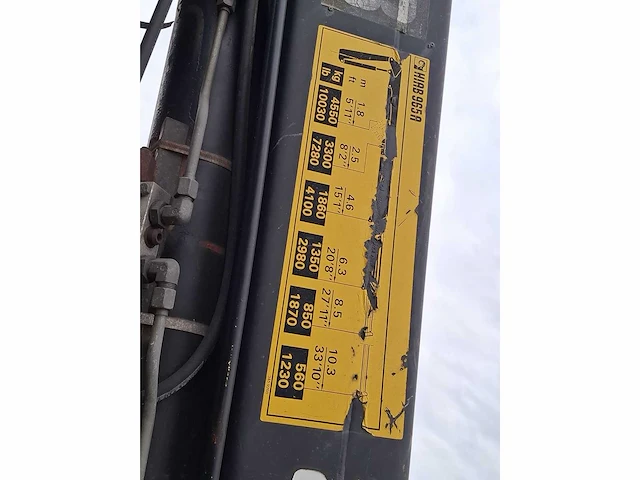 HIAB 965A
m 1.8 2.5 4.6 6.3 8.5 10.3
ft 5'11" 8'2" 15'1" 20'8" 27'11" 33'10"
kg 4550 3300 1860 1350 850 560
lb 10030 7280 4100 2980 1870 1230